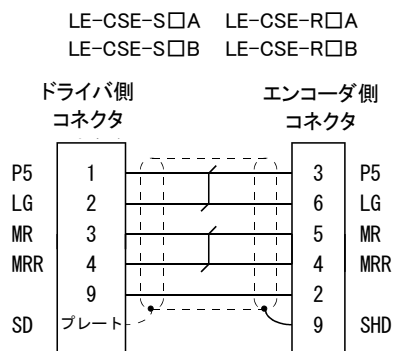 LE-CSE-S□A LE-CSE-R□A
LE-CSE-S□B LE-CSE-R□B
ドライバ側
コネクタ
エンコーダ側
コネクタ
P5 1 3 P5
LG 2 6 LG
MR 3 5 MR
MRR 4 4 MRR
9 2
SD プレート 9 SHD